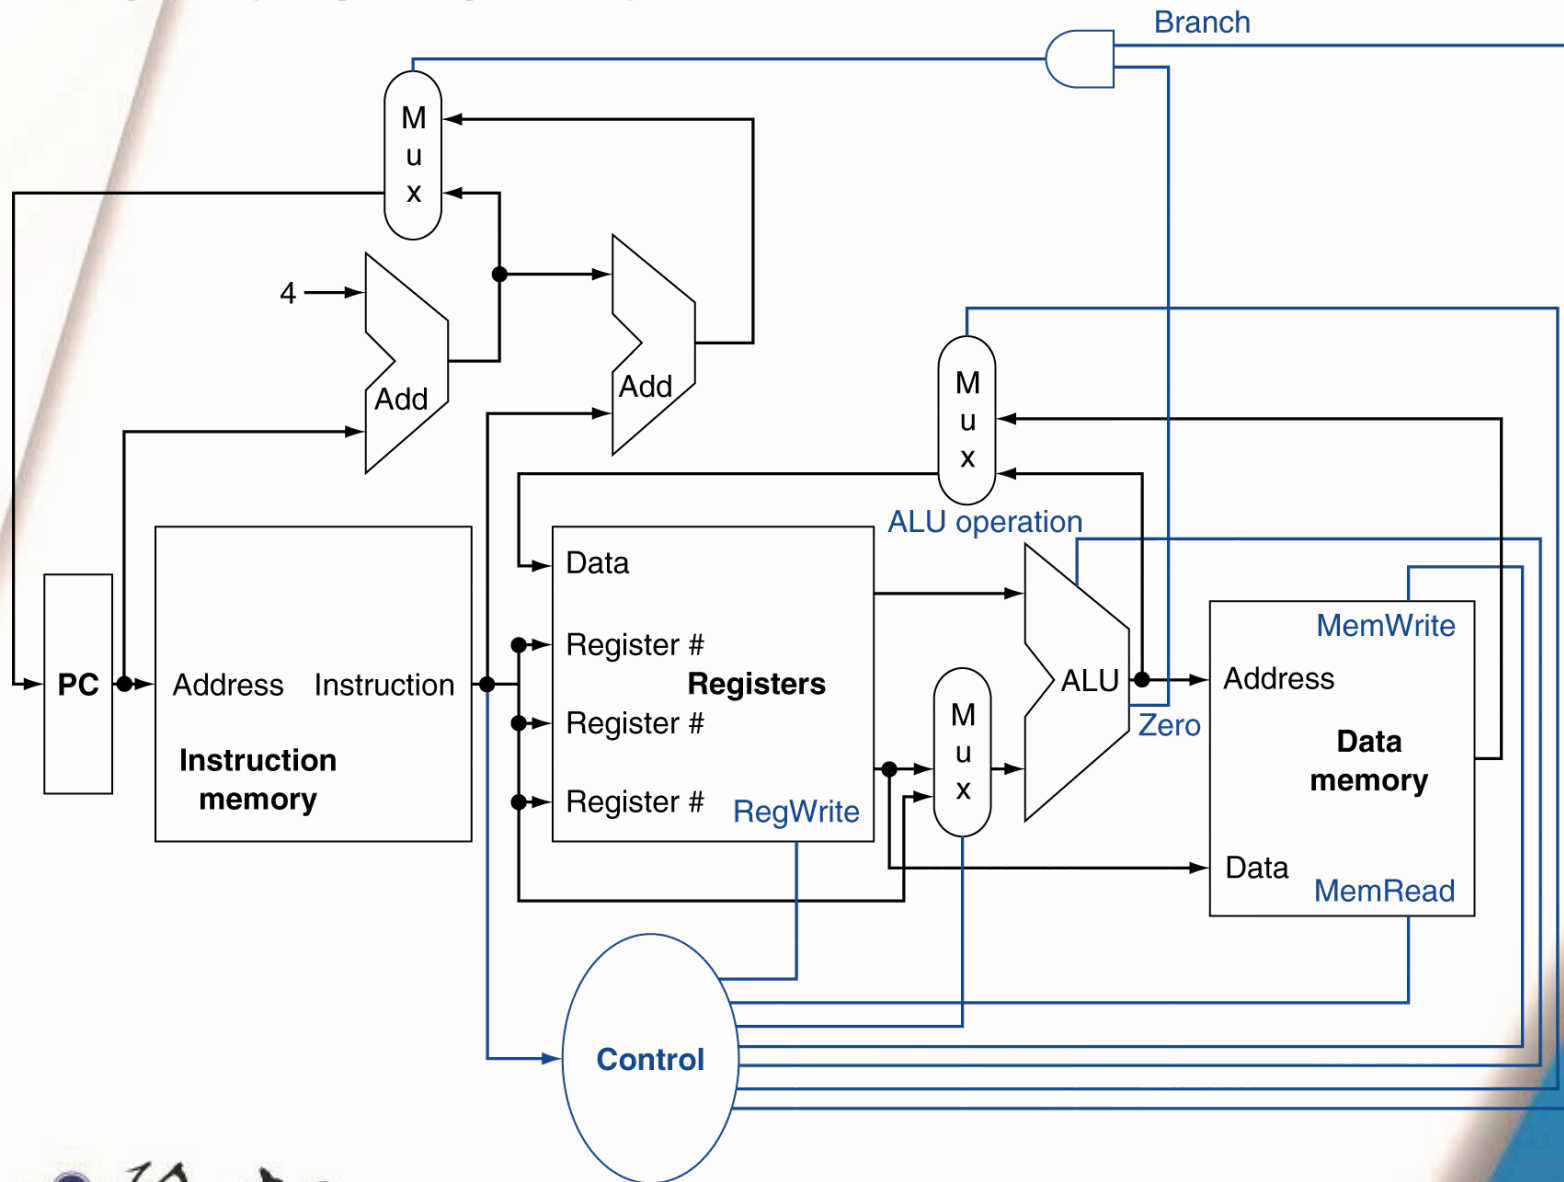 Branch
M
u
x
4
Add
Add
M
u
x
ALU operation
Data
Register #
Register #
Register #
Registers
RegWrite
PC
Address
Instruction
Instruction
memory
M
u
x
ALU
Zero
MemWrite
Address
Data
memory
Data
MemRead
Control